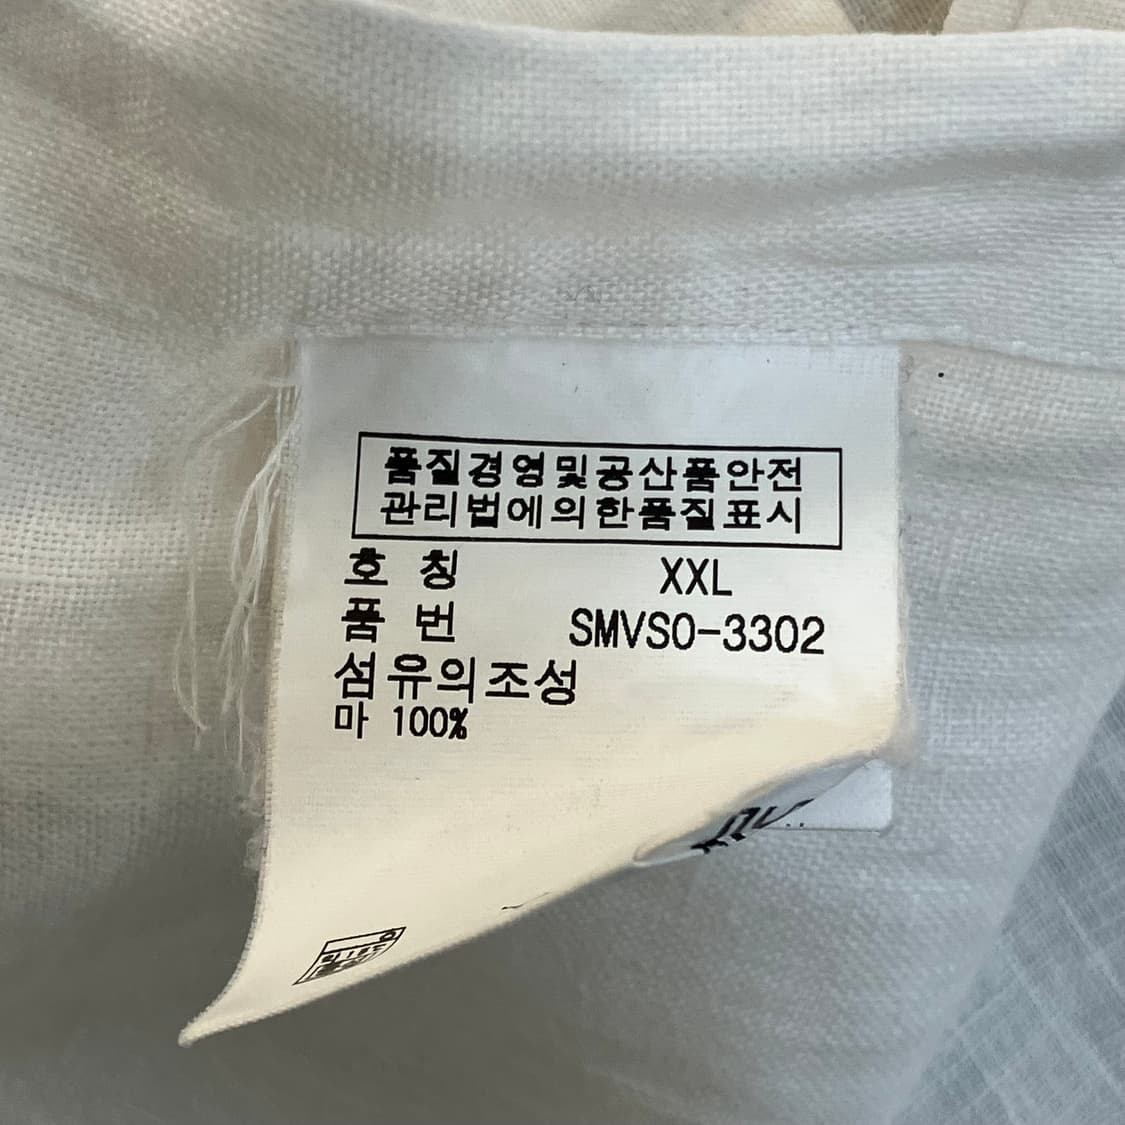 품질경영및공산품안전
관리법에의한품질표시
호 칭 XXL
품 번 SMVSO-3302
섬유의조성
마 100%